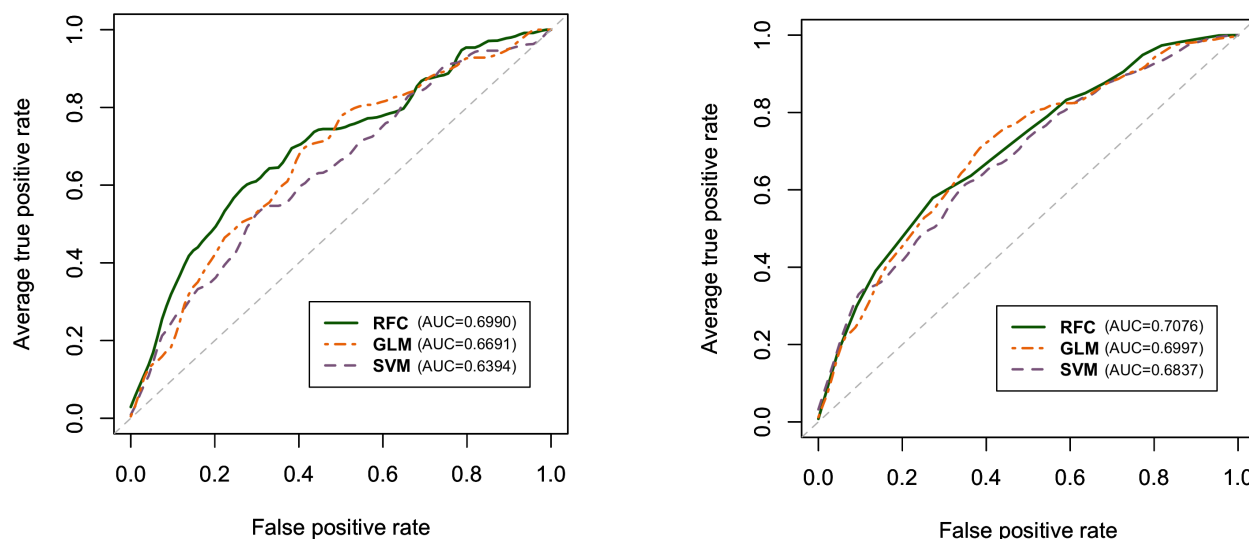 Average true positive rate
1.0
0.8
0.6
0.4
0.2
0.0
RFC (AUC=0.6990)
GLM (AUC=0.6691)
SVM (AUC=0.6394)
0.0 0.2 0.4 0.6 0.8 1.0
False positive rate
Average true positive rate
1.0
0.8
0.6
0.4
0.2
0.0
RFC (AUC=0.7076)
GLM (AUC=0.6997)
SVM (AUC=0.6837)
0.0 0.2 0.4 0.6 0.8 1.0
False positive rate